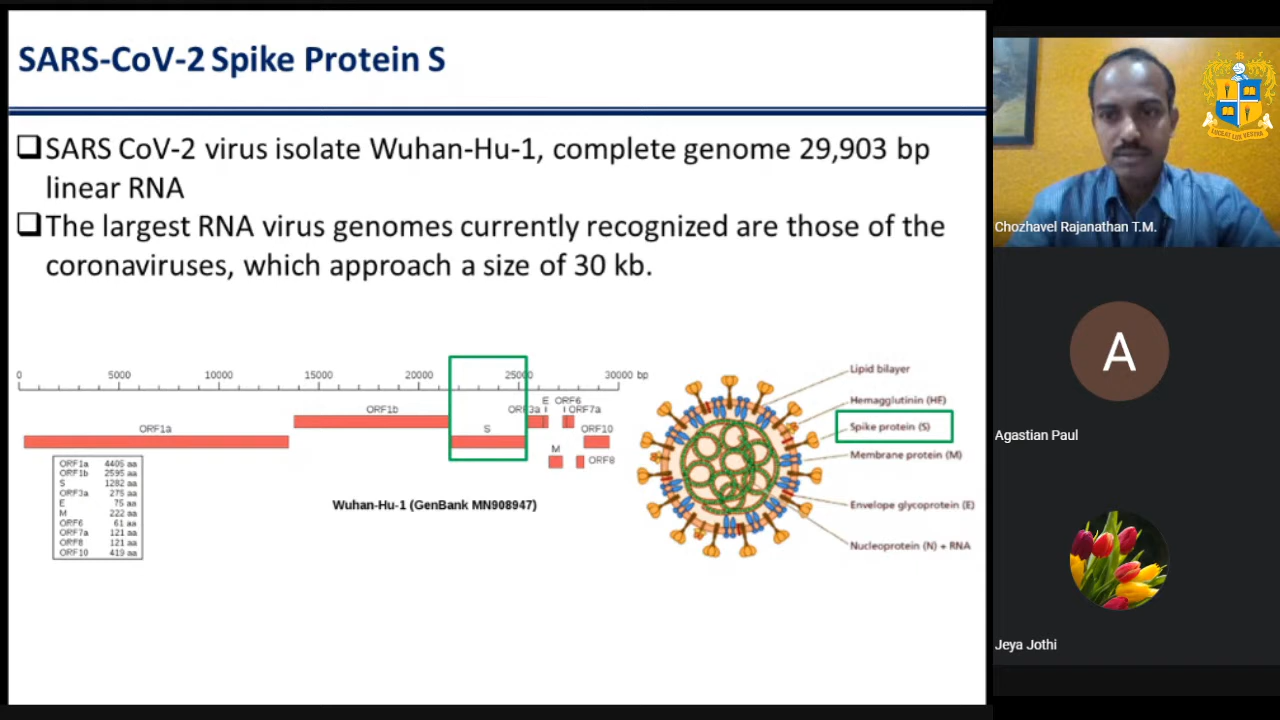 SARS-CoV-2 Spike Protein S
SARS CoV-2 virus isolate Wuhan-Hu-1, complete genome 29,903 bp
linear RNA
The largest RNA virus genomes currently recognized are those of the
coronaviruses, which approach a size of 30 kb.
0 5000 10000 15000 20000 25000 30000 bp
E ORF6
ORF1b ORF3a ORF7a
ORF1a S ORF10
M ORF8
ORF1a 4405 aa
ORF1b 2595 aa
S 1282 aa
ORF3a 275 aa
E 75 aa
M 222 aa
ORF6 61 aa
ORF7a 121 aa
ORF8 121 aa
ORF10 419 aa
Wuhan-Hu-1 (GenBank MN908947)
Lipid bilayer
Hemagglutinin (HE)
Spike protein (S)
Membrane protein (M)
Envelope glycoprotein (E)
Nucleoprotein (N) + RNA
LUCEAT LUX VESTRA
Chozhavel Rajanathan T.M.
A
Agastian Paul
Jeya Jothi